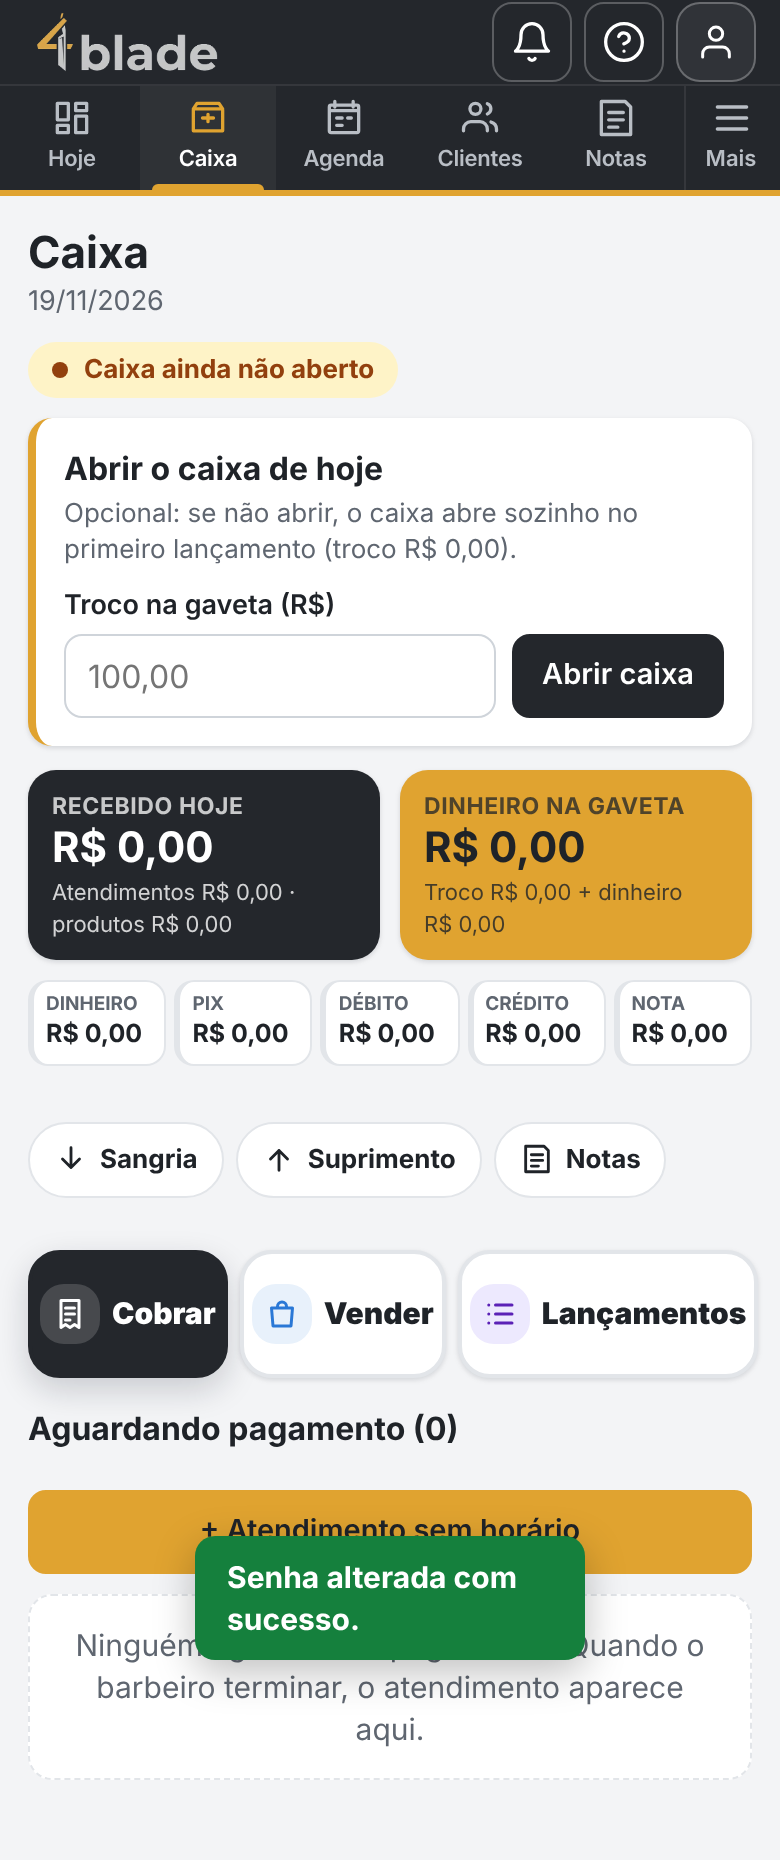 4blade
Hoje
Caixa
Agenda
Clientes
Notas
Mais
Caixa
19/11/2026
Caixa ainda não aberto
Abrir o caixa de hoje
Opcional: se não abrir, o caixa abre sozinho no
primeiro lançamento (troco R$ 0,00).
Troco na gaveta (R$)
100,00
Abrir caixa
RECEBIDO HOJE
R$ 0,00
Atendimentos R$ 0,00 ·
produtos R$ 0,00
DINHEIRO NA GAVETA
R$ 0,00
Troco R$ 0,00 + dinheiro
R$ 0,00
DINHEIRO
R$ 0,00
PIX
R$ 0,00
DÉBITO
R$ 0,00
CRÉDITO
R$ 0,00
NOTA
R$ 0,00
Sangria
Suprimento
Notas
Cobrar
Vender
Lançamentos
Aguardando pagamento (0)
+ Atendimento sem horário
Senha alterada com
sucesso.
Ninguém Quando o
barbeiro terminar, o atendimento aparece
aqui.